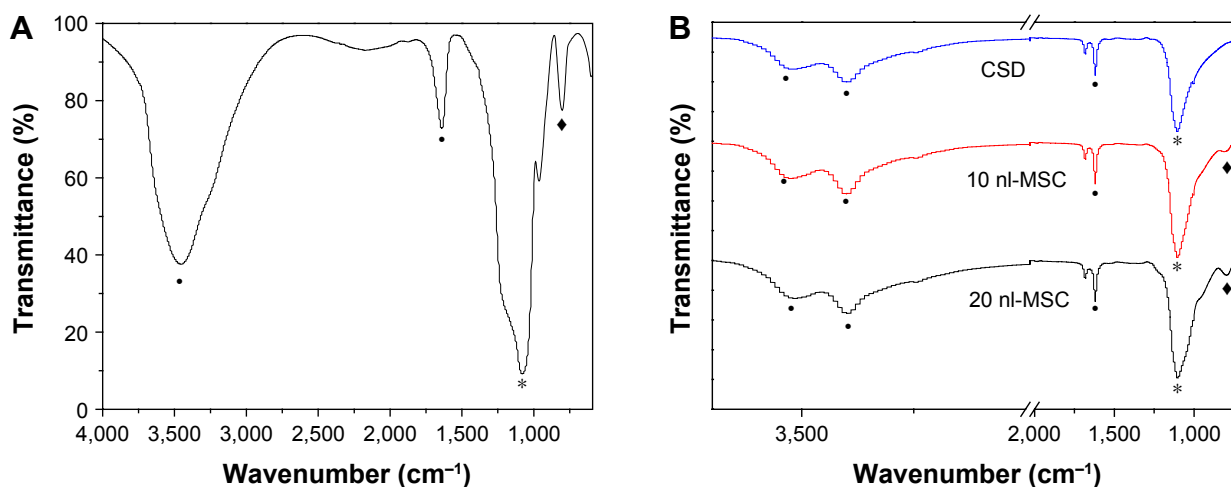 A
Transmittance (%)
100
80
60
40
20
0
4,000 3,500 3,000 2,500 2,000 1,500 1,000
Wavenumber (cm⁻¹)
•
•
*
♦
B
Transmittance (%)
CSD
• • • *
10 nl-MSC
• • • * ♦
20 nl-MSC
• • • * ♦
3,500 2,000 1,500 1,000
Wavenumber (cm⁻¹)